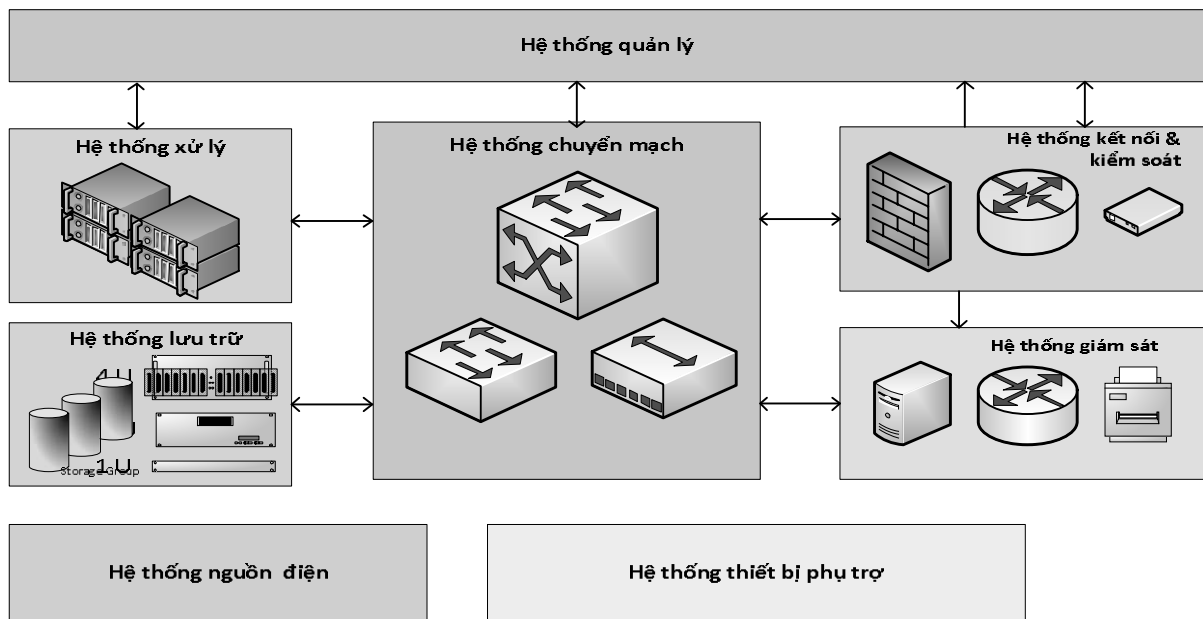 Hệ thống quản lý
Hệ thống xử lý
Hệ thống chuyển mạch
Hệ thống kết nối &
kiểm soát
Hệ thống lưu trữ
4U
1U
Storage Group
Hệ thống giám sát
Hệ thống nguồn điện
Hệ thống thiết bị phụ trợ